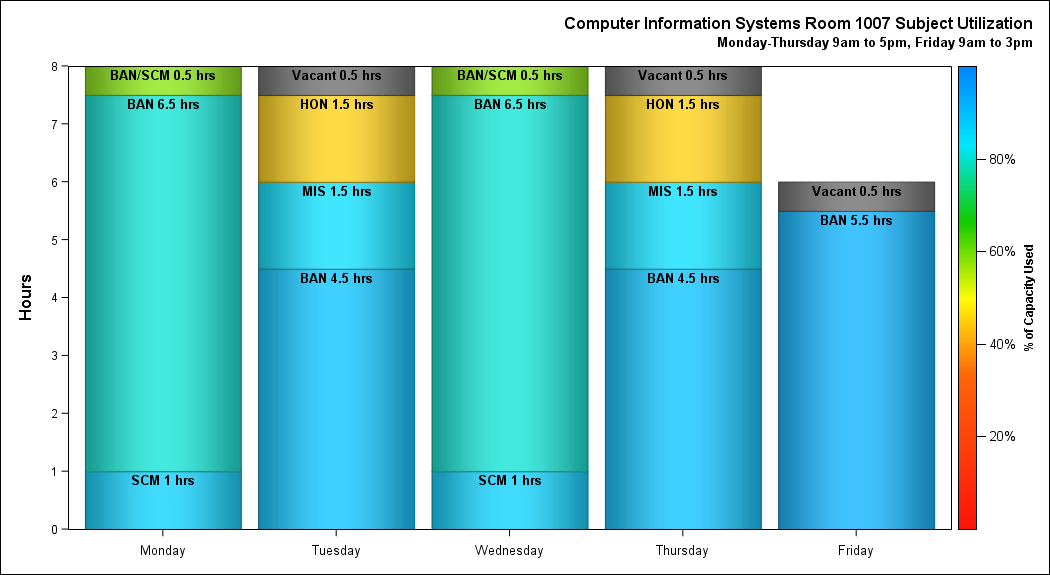 Computer Information Systems Room 1007 Subject Utilization
Monday-Thursday 9am to 5pm, Friday 9am to 3pm
Hours
8
7
6
5
4
3
2
1
0
BAN/SCM 0.5 hrs
BAN 6.5 hrs
SCM 1 hrs
Vacant 0.5 hrs
HON 1.5 hrs
MIS 1.5 hrs
BAN 4.5 hrs
BAN/SCM 0.5 hrs
BAN 6.5 hrs
SCM 1 hrs
Vacant 0.5 hrs
HON 1.5 hrs
MIS 1.5 hrs
BAN 4.5 hrs
Vacant 0.5 hrs
BAN 5.5 hrs
Monday
Tuesday
Wednesday
Thursday
Friday
80%
60%
40%
20%
% of Capacity Used